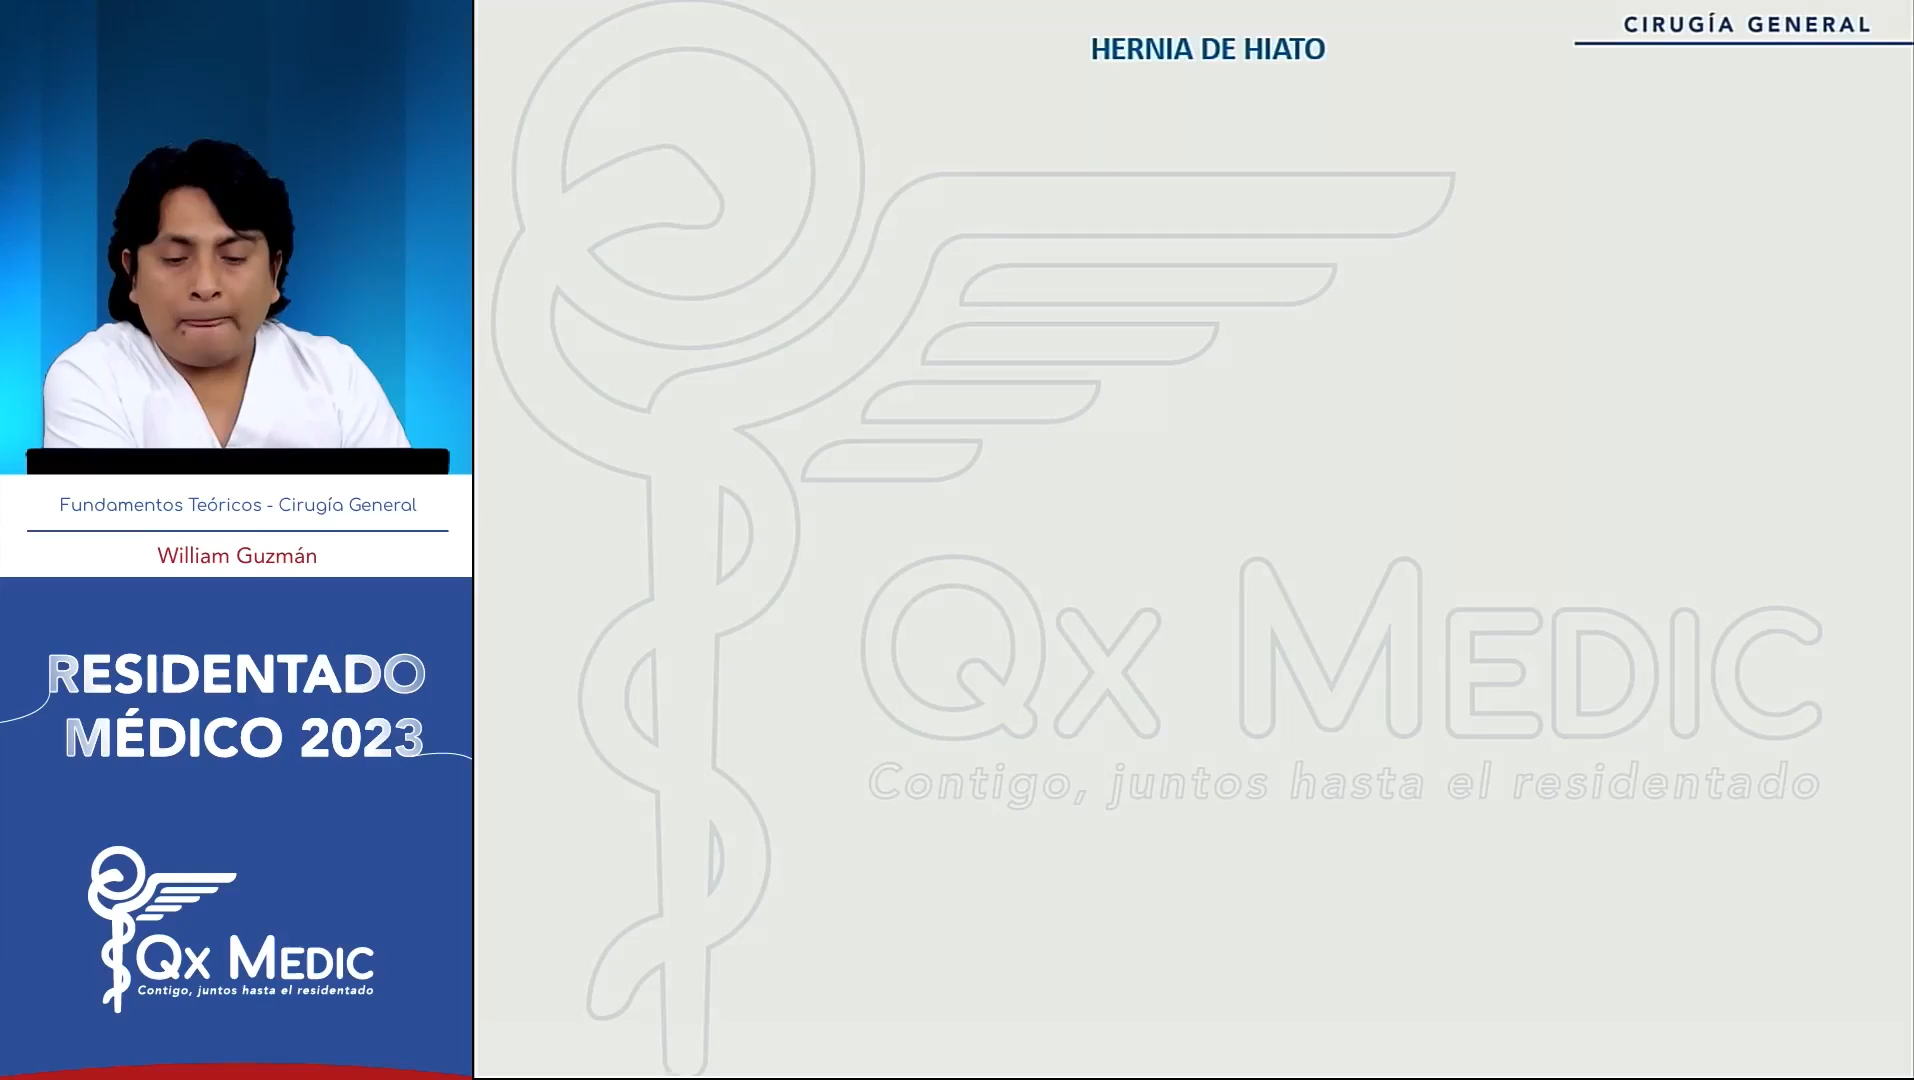 CIRUGÍA GENERAL
HERNIA DE HIATO
Qx MEDIC
Contigo, juntos hasta el residentado
Fundamentos Teóricos - Cirugía General
William Guzmán
RESIDENTADO
MÉDICO 2023
Qx MEDIC
Contigo, juntos hasta el residentado